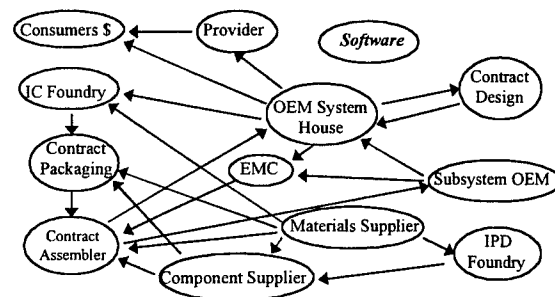 Consumers $
Provider
Software
IC Foundry
OEM System
House
Contract
Design
Contract
Packaging
EMC
Subsystem OEM
Contract
Assembler
Materials Supplier
IPD
Foundry
Component Supplier